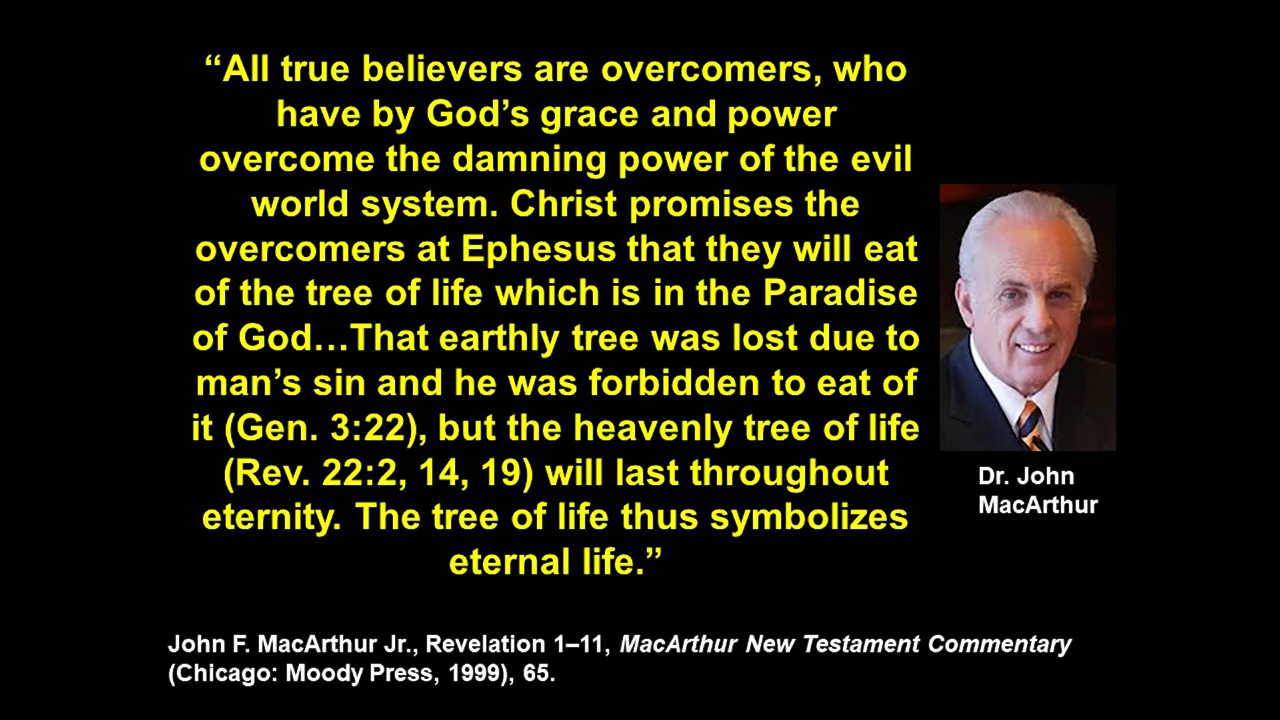 “All true believers are overcomers, who
have by God’s grace and power
overcome the damning power of the evil
world system. Christ promises the
overcomers at Ephesus that they will eat
of the tree of life which is in the Paradise
of God…That earthly tree was lost due to
man’s sin and he was forbidden to eat of
it (Gen. 3:22), but the heavenly tree of life
(Rev. 22:2, 14, 19) will last throughout
eternity. The tree of life thus symbolizes
eternal life.”
Dr. John
MacArthur
John F. MacArthur Jr., Revelation 1–11, MacArthur New Testament Commentary
(Chicago: Moody Press, 1999), 65.